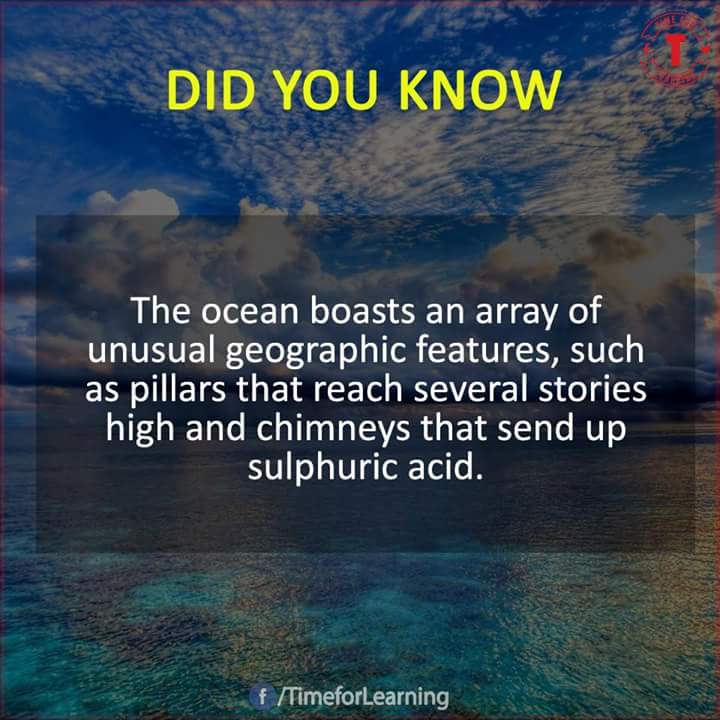 T
DID YOU KNOW
The ocean boasts an array of
unusual geographic features, such
as pillars that reach several stories
high and chimneys that send up
sulphuric acid.
f /TimeforLearning